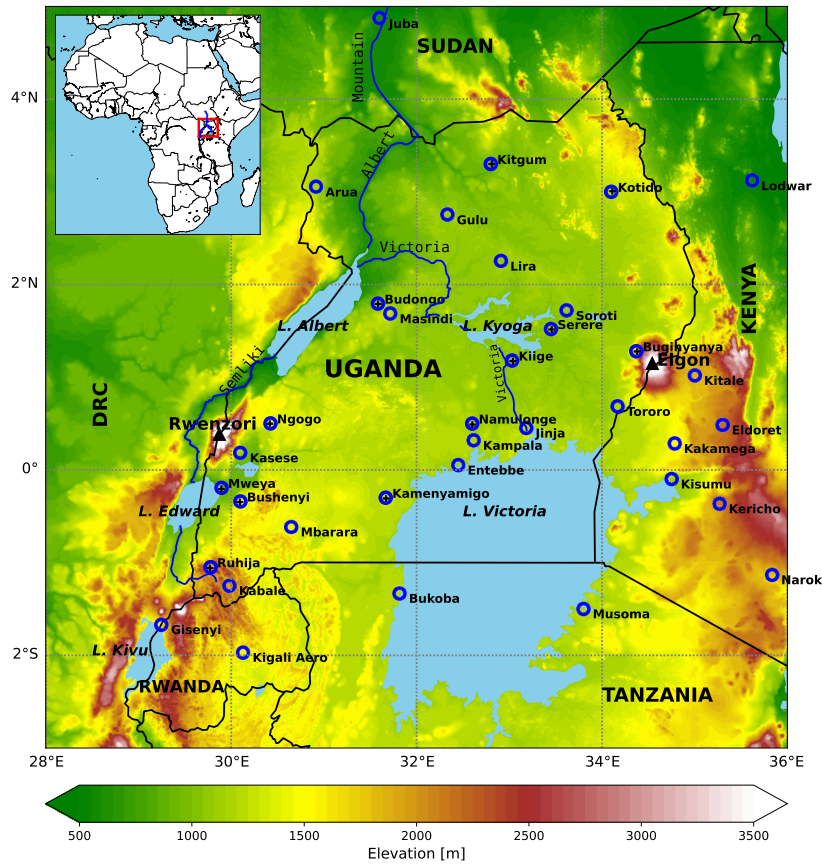 Juba
SUDAN
Mountain
4°N
Albert
Kitgum
Lodwar
Kotido
Arua
Gulu
Victoria
Lira
2°N
Budongo
Masindi
Soroti
Serere
L. Albert
L. Kyoga
KENYA
Bughyanya
Elgon
Kiige
Victoria
Semliki
UGANDA
Kitale
DRC
Tororo
Rwenzori
Ngogo
Namulonge
Jinja
Eldoret
Kampala
Kakamega
Kasese
0°
Entebbe
Mweya
Kisumu
Bushenyi
Kamenyamigo
L. Edward
L. Victoria
Kericho
Mbarara
Ruhija
Narok
Kabale
Bukoba
Musoma
Gisenyi
L. Kivu
Kigali Aero
2°S
RWANDA
TANZANIA
28°E
30°E
32°E
34°E
36°E
500
1000
1500
2000
2500
3000
3500
Elevation [m]